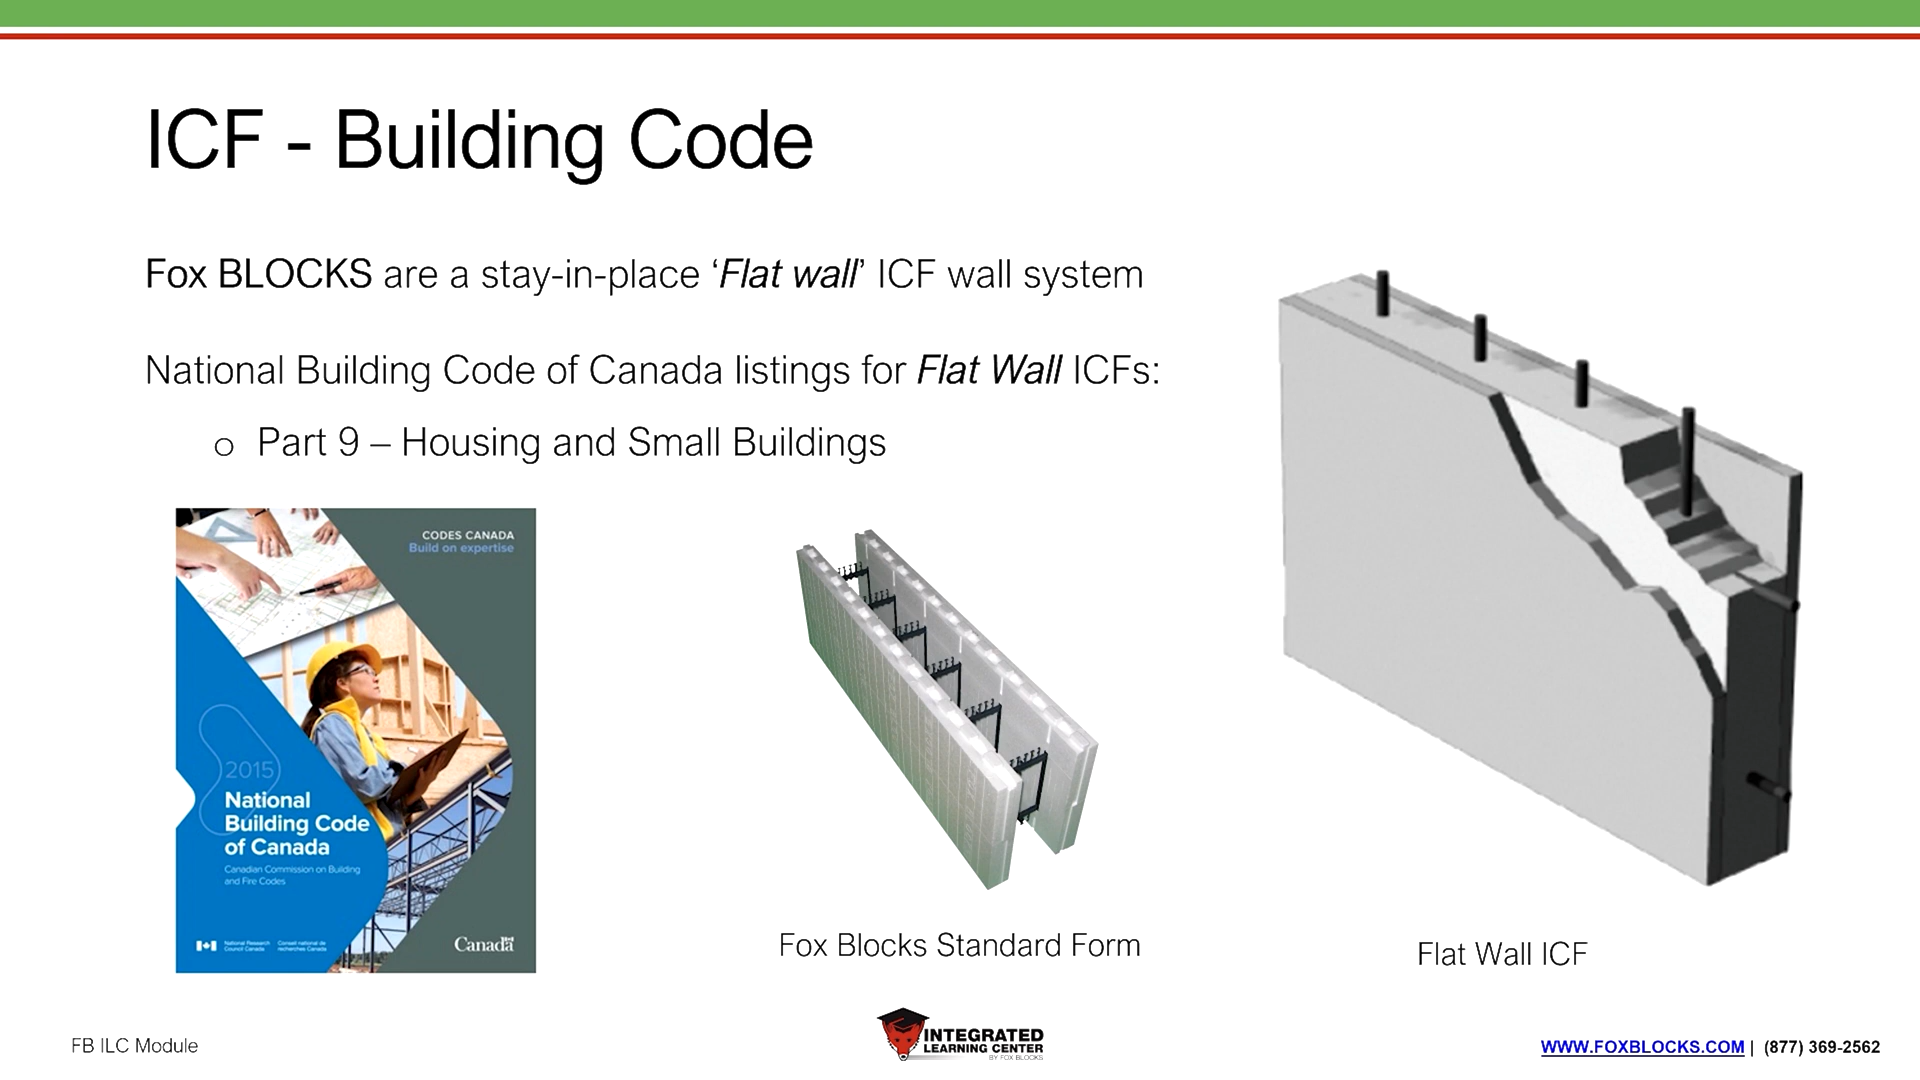 ICF - Building Code
Fox BLOCKS are a stay-in-place ‘Flat wall’ ICF wall system
National Building Code of Canada listings for Flat Wall ICFs:
o Part 9 – Housing and Small Buildings
CODES CANADA
Build on expertise
2015
National
Building Code
of Canada
Canadian Commission on Building
and Fire Codes
National Research Council Canada
Conseil national de recherches Canada
Canada
Fox Blocks Standard Form
Flat Wall ICF
FB ILC Module
INTEGRATED
LEARNING CENTER
BY FOX BLOCKS
WWW.FOXBLOCKS.COM | (877) 369-2562